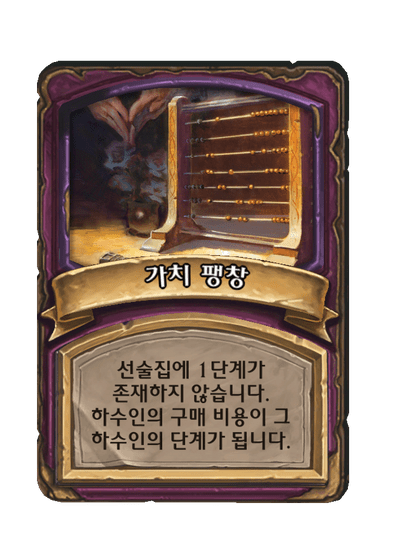 가치 팽창
선술집에 1단계가
존재하지 않습니다.
하수인의 구매 비용이 그
하수인의 단계가 됩니다.